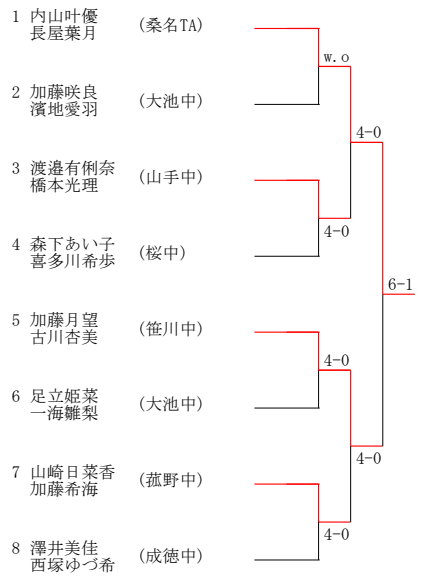 1 内山叶優 (桑名TA)
長屋葉月
w.o
2 加藤咲良 (大池中)
濱地愛羽
4-0
3 渡邉有俐奈 (山手中)
橋本光理
4-0
4 森下あい子 (桜中)
喜多川希歩
6-1
5 加藤月望 (笹川中)
古川杏美
4-0
6 足立姫菜 (大池中)
一海雛梨
4-0
7 山崎日菜香 (菰野中)
加藤希海
4-0
8 澤井美佳 (成徳中)
西塚ゆづ希